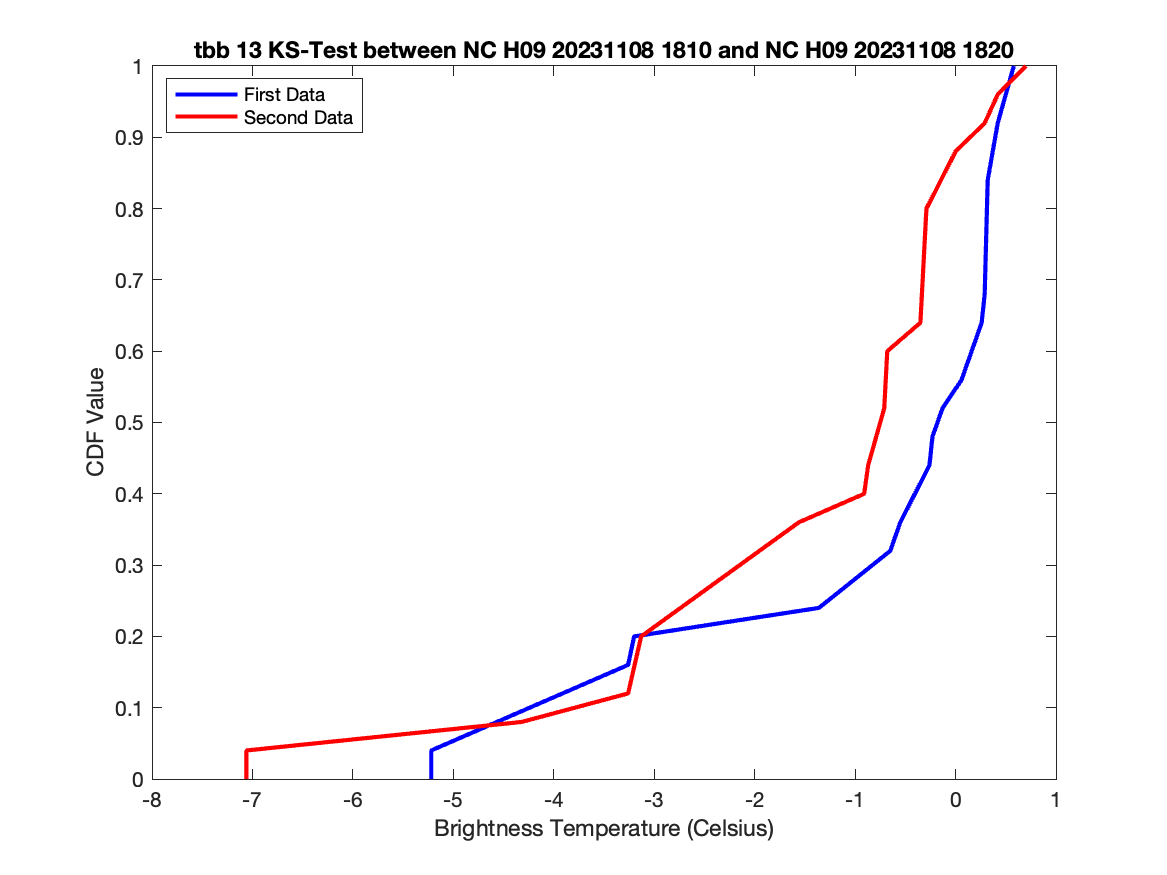 tbb 13 KS-Test between NC H09 20231108 1810 and NC H09 20231108 1820
First Data
Second Data
CDF Value
1
0.9
0.8
0.7
0.6
0.5
0.4
0.3
0.2
0.1
0
-8 -7 -6 -5 -4 -3 -2 -1 0 1
Brightness Temperature (Celsius)